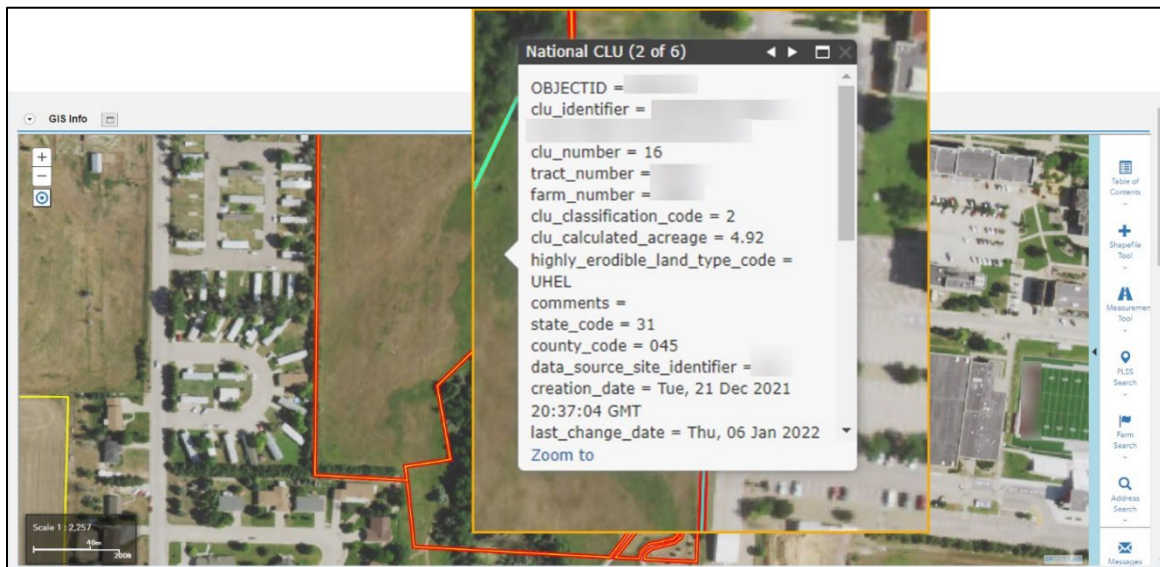 National CLU (2 of 6)
OBJECTID =
clu_identifier =
clu_number = 16
tract_number =
farm_number =
clu_classification_code = 2
clu_calculated_acreage = 4.92
highly_erodible_land_type_code =
UHEL
comments =
state_code = 31
county_code = 045
data_source_site_identifier =
creation_date = Tue, 21 Dec 2021
20:37:04 GMT
last_change_date = Thu, 06 Jan 2022
Zoom to
GIS Info
+
−
Scale 1 : 2,257
40m
200ft
Table of
Contents
Shapefile
Tool
Measuremen
Tool
PLSS
Search
Farm
Search
Address
Search
Messages